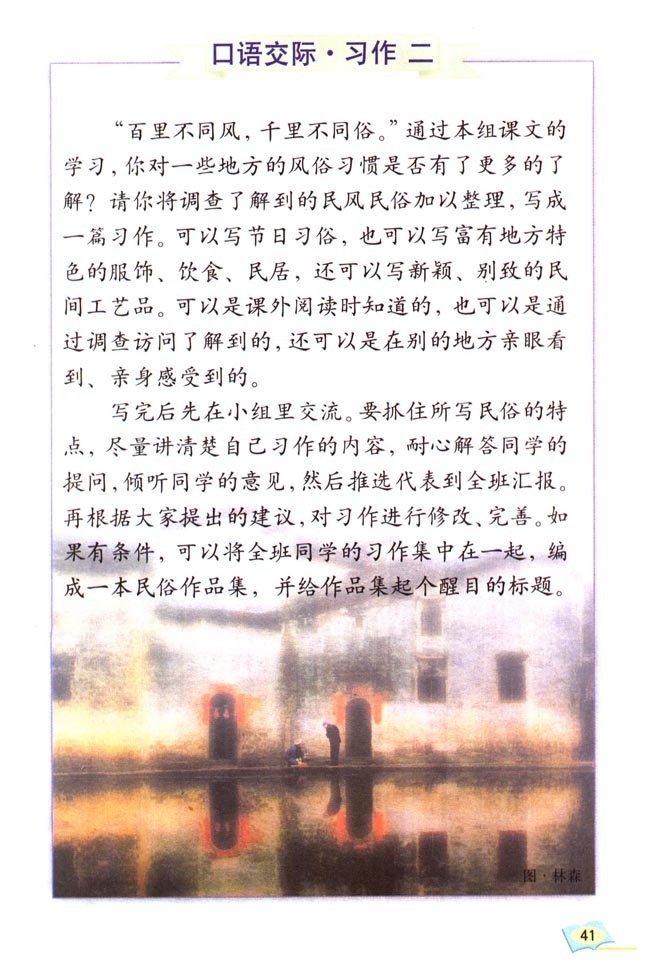 口语交际·习作 二
“百里不同风，千里不同俗。”通过本组课文的
学习，你对一些地方的风俗习惯是否有了更多的了
解？请你将调查了解到的民风民俗加以整理，写成
一篇习作。可以写节日习俗，也可以写富有地方特
色的服饰、饮食、民居，还可以写新颖、别致的民
间工艺品。可以是课外阅读时知道的，也可以是通
过调查访问了解到的，还可以是在别的地方亲眼看
到、亲身感受到的。
写完后先在小组里交流。要抓住所写民俗的特
点，尽量讲清楚自己习作的内容，耐心解答同学的
提问，倾听同学的意见，然后推选代表到全班汇报。
再根据大家提出的建议，对习作进行修改、完善。如
果有条件，可以将全班同学的习作集中在一起，编
成一本民俗作品集，并给作品集起个醒目的标题。
图·林森
41